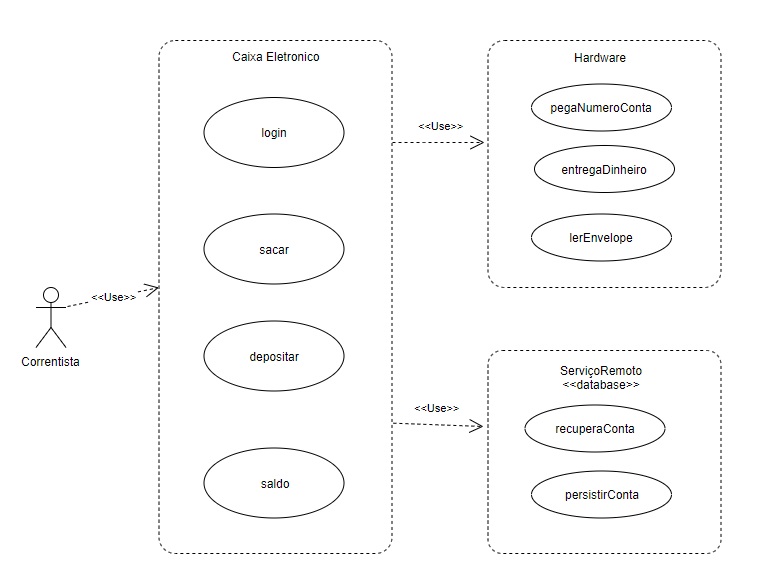 Caixa Eletronico
login
sacar
depositar
saldo
<<Use>>
Correntista
<<Use>>
<<Use>>
Hardware
pegaNumeroConta
entregaDinheiro
lerEnvelope
ServiçoRemoto
<<database>>
recuperaConta
persistirConta